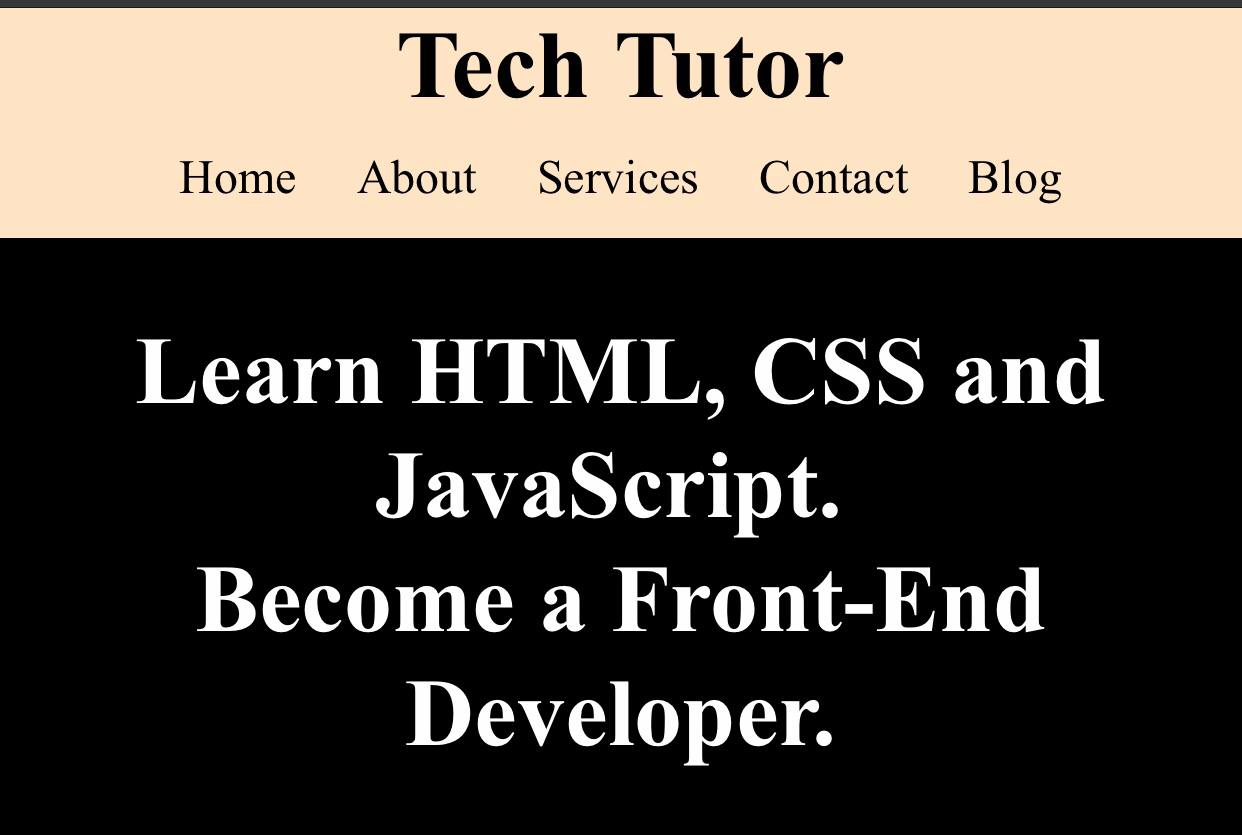 Tech Tutor
Home About Services Contact Blog
Learn HTML, CSS and
JavaScript.
Become a Front-End
Developer.